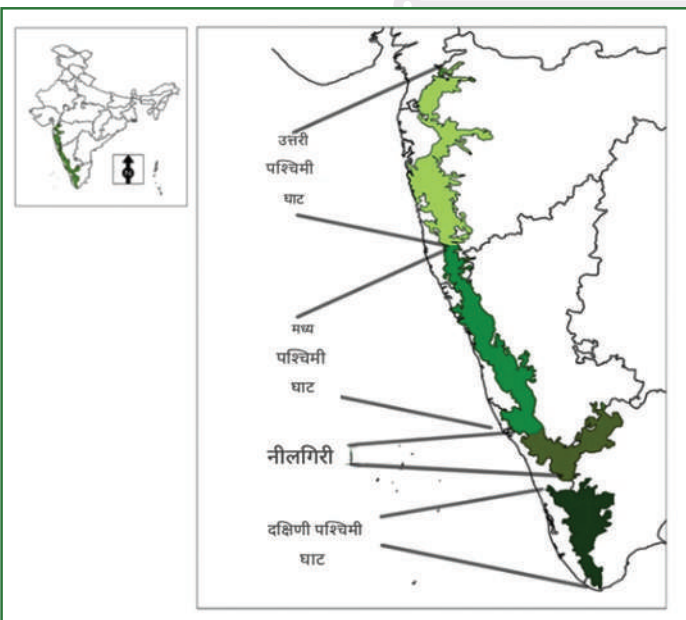 उत्तरी
पश्चिमी
घाट
मध्य
पश्चिमी
घाट
नीलगिरी
दक्षिणी पश्चिमी
घाट